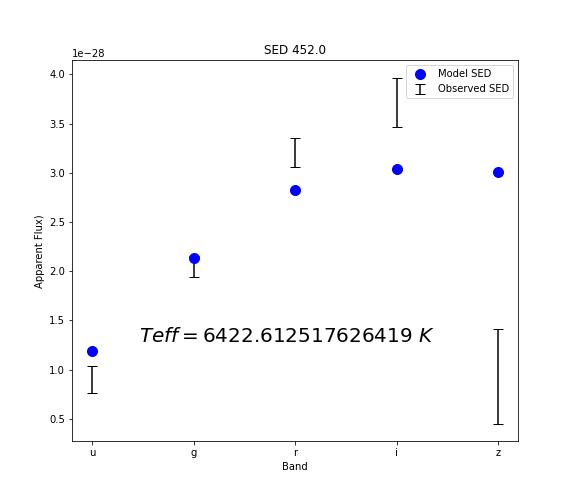 SED 452.0
1e−28
Model SED
Observed SED
4.0
3.5
3.0
2.5
2.0
1.5
1.0
0.5
Apparent Flux)
Teff = 6422.612517626419 K
u g r i z
Band